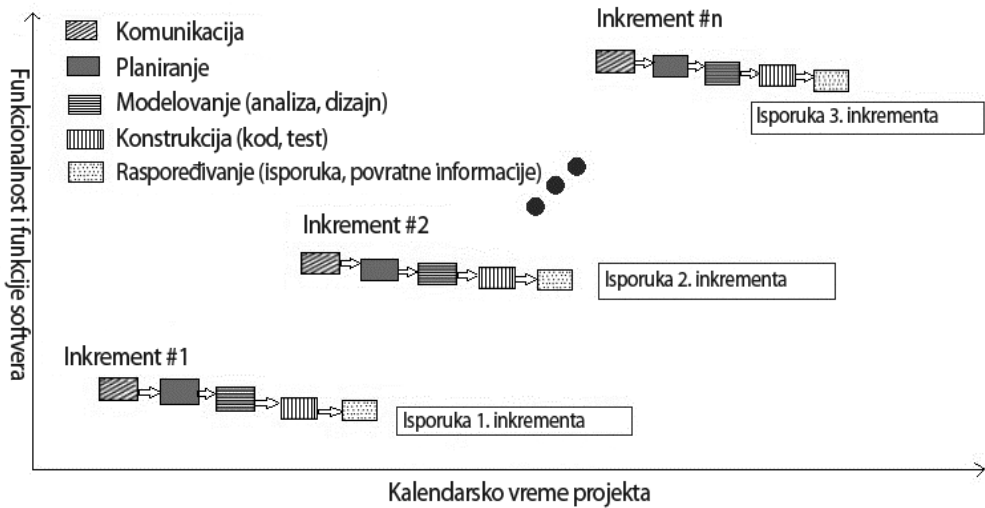 Inkrement #n
Komunikacija
Planiranje
Modelovanje (analiza, dizajn)
Konstrukcija (kod, test)
Raspoređivanje (isporuka, povratne informacije)
Isporuka 3. inkrementa
Funkcionalnost i funkcije softvera
Inkrement #2
Isporuka 2. inkrementa
Inkrement #1
Isporuka 1. inkrementa
Kalendarsko vreme projekta